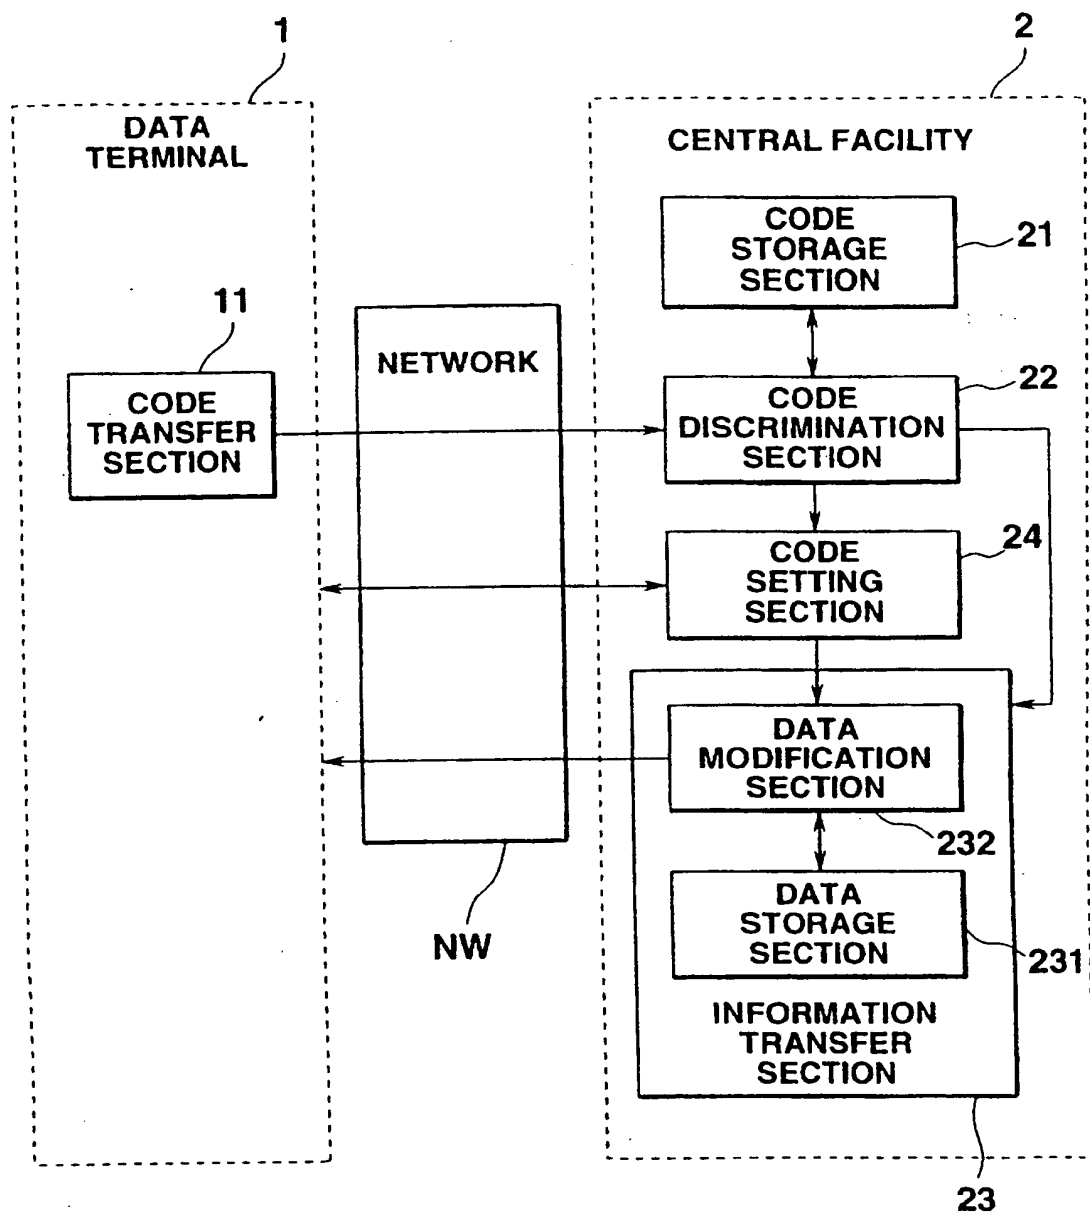 1
2
DATA
TERMINAL
CENTRAL FACILITY
CODE
STORAGE
SECTION
21
11
NETWORK
22
CODE
TRANSFER
SECTION
CODE
DISCRIMINATION
SECTION
24
CODE
SETTING
SECTION
DATA
MODIFICATION
SECTION
232
DATA
STORAGE
SECTION
231
NW
INFORMATION
TRANSFER
SECTION
23